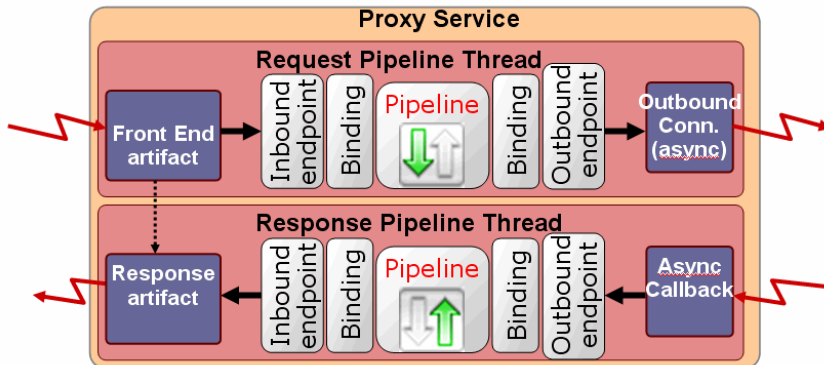 Proxy Service
Request Pipeline Thread
Front End
artifact
Inbound
endpoint
Binding
Pipeline
Binding
Outbound
endpoint
Outbound
Conn.
(async)
Response Pipeline Thread
Response
artifact
Inbound
endpoint
Binding
Pipeline
Binding
Outbound
endpoint
Async
Callback